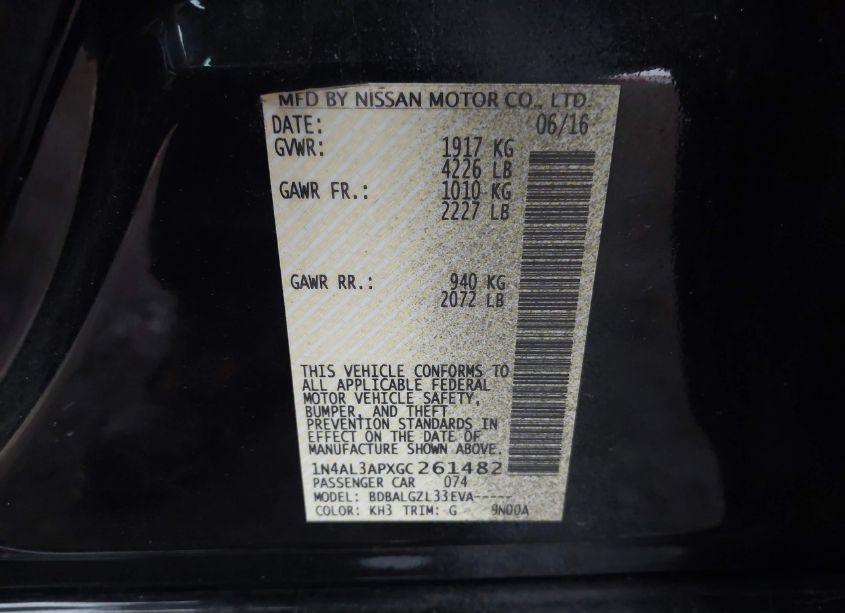 MFD BY NISSAN MOTOR CO., LTD.
DATE: 06/16
GVWR: 1917 KG
4226 LB
GAWR FR.: 1010 KG
2227 LB
GAWR RR.: 940 KG
2072 LB
THIS VEHICLE CONFORMS TO
ALL APPLICABLE FEDERAL
MOTOR VEHICLE SAFETY,
BUMPER, AND THEFT
PREVENTION STANDARDS IN
EFFECT ON THE DATE OF
MANUFACTURE SHOWN ABOVE.
1N4AL3APXGC261482
PASSENGER CAR 074
MODEL: BDBALGZL33EVA-----
COLOR: KH3 TRIM: G 9N00A